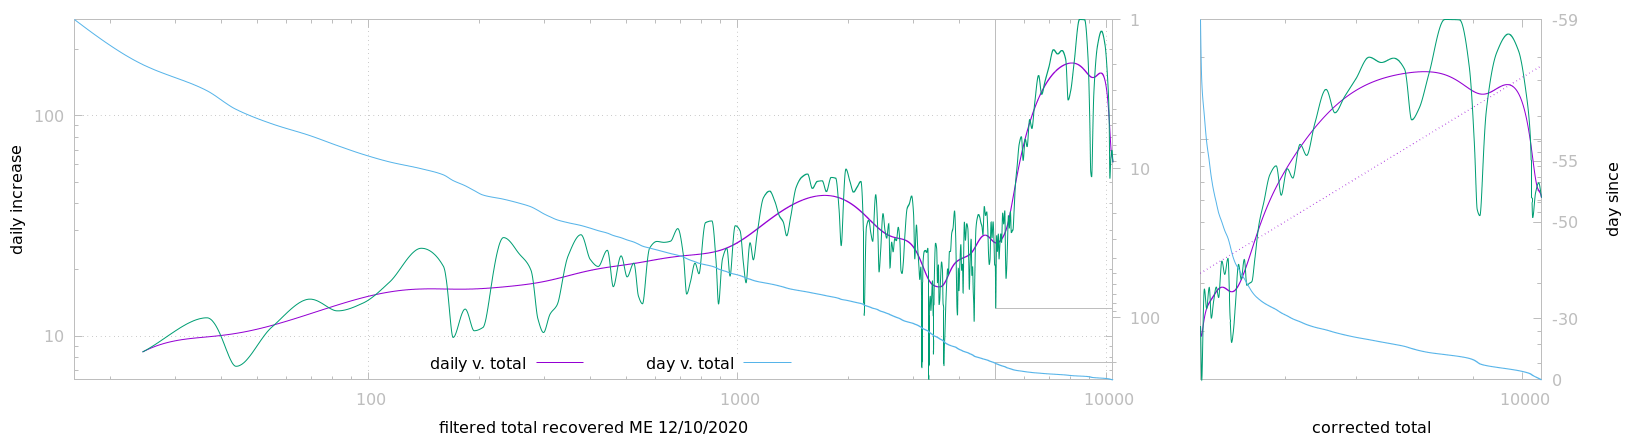 daily increase
100
10
daily v. total
day v. total
100
1000
10000
1
10
100
filtered total recovered ME 12/10/2020
-59
-55
-50
-30
0
day since
10000
corrected total